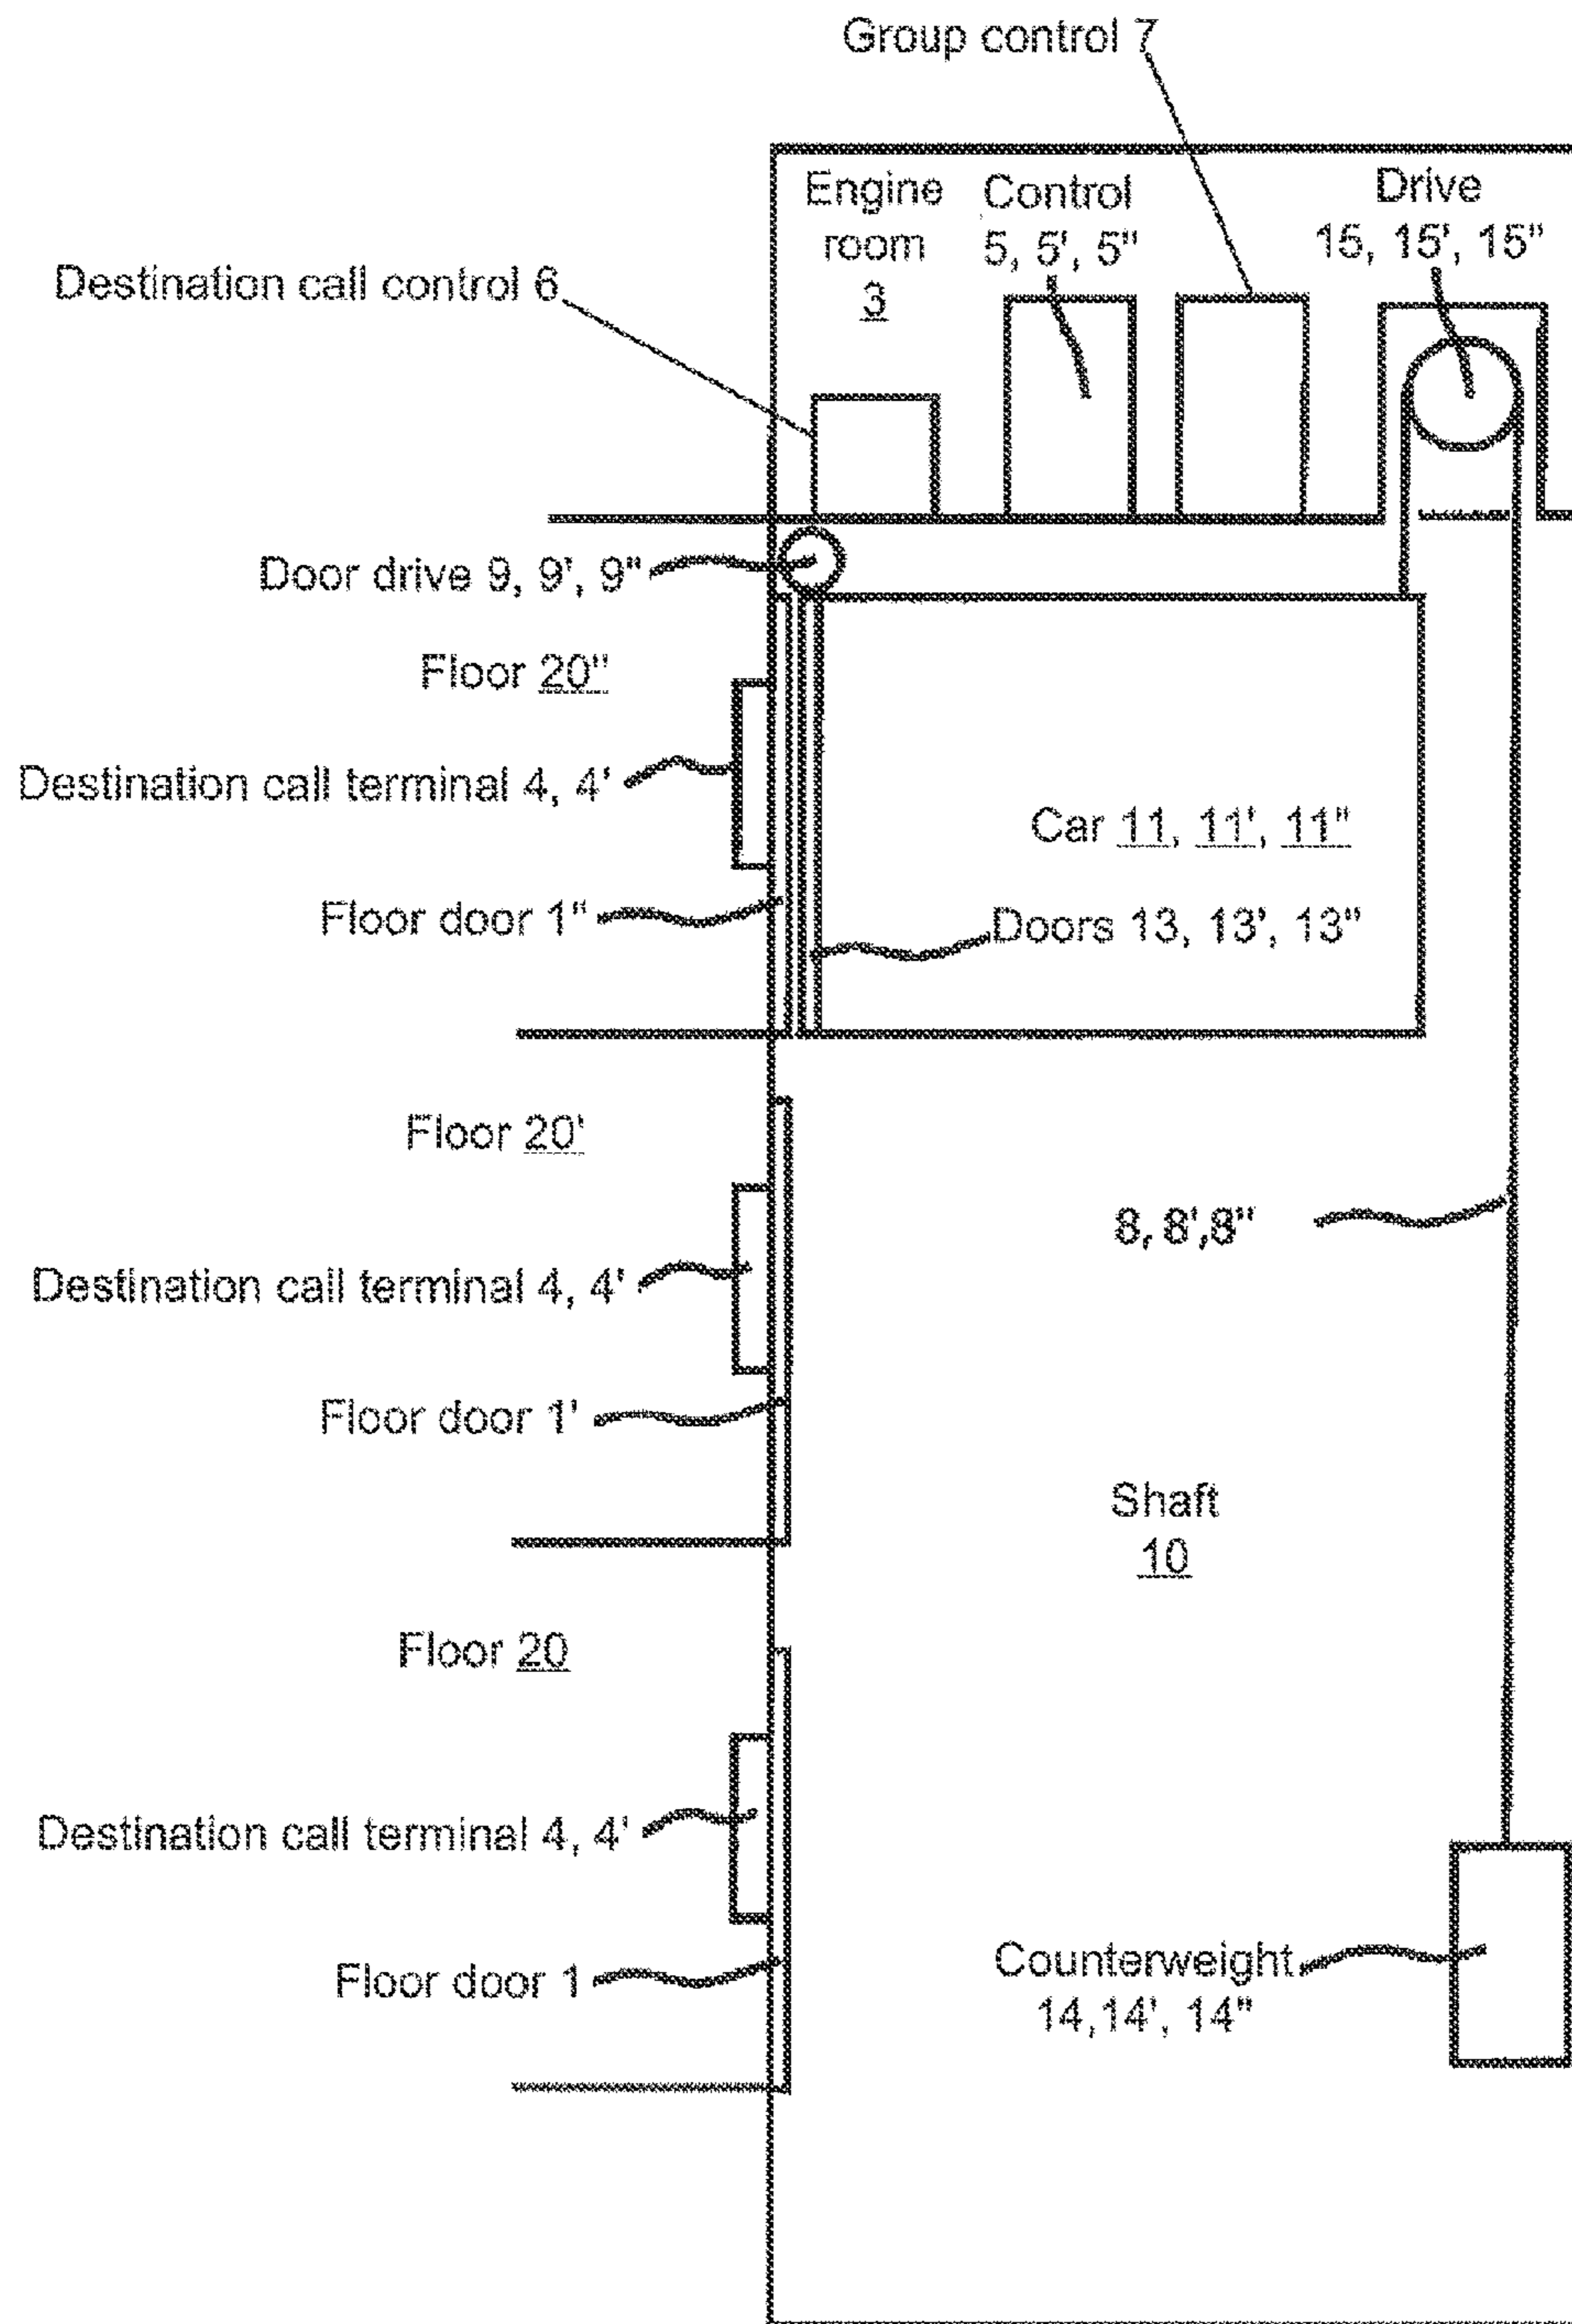 Group control 7
Engine
room
3
Control
5, 5', 5"
Drive
15, 15', 15"
Destination call control 6
Door drive 9, 9', 9"
Floor 20"
Destination call terminal 4, 4'
Car 11, 11', 11"
Floor door 1"
Doors 13, 13', 13"
Floor 20'
8, 8',8"
Destination call terminal 4, 4'
Floor door 1'
Shaft
10
Floor 20
Destination call terminal 4, 4'
Floor door 1
Counterweight
14,14', 14"